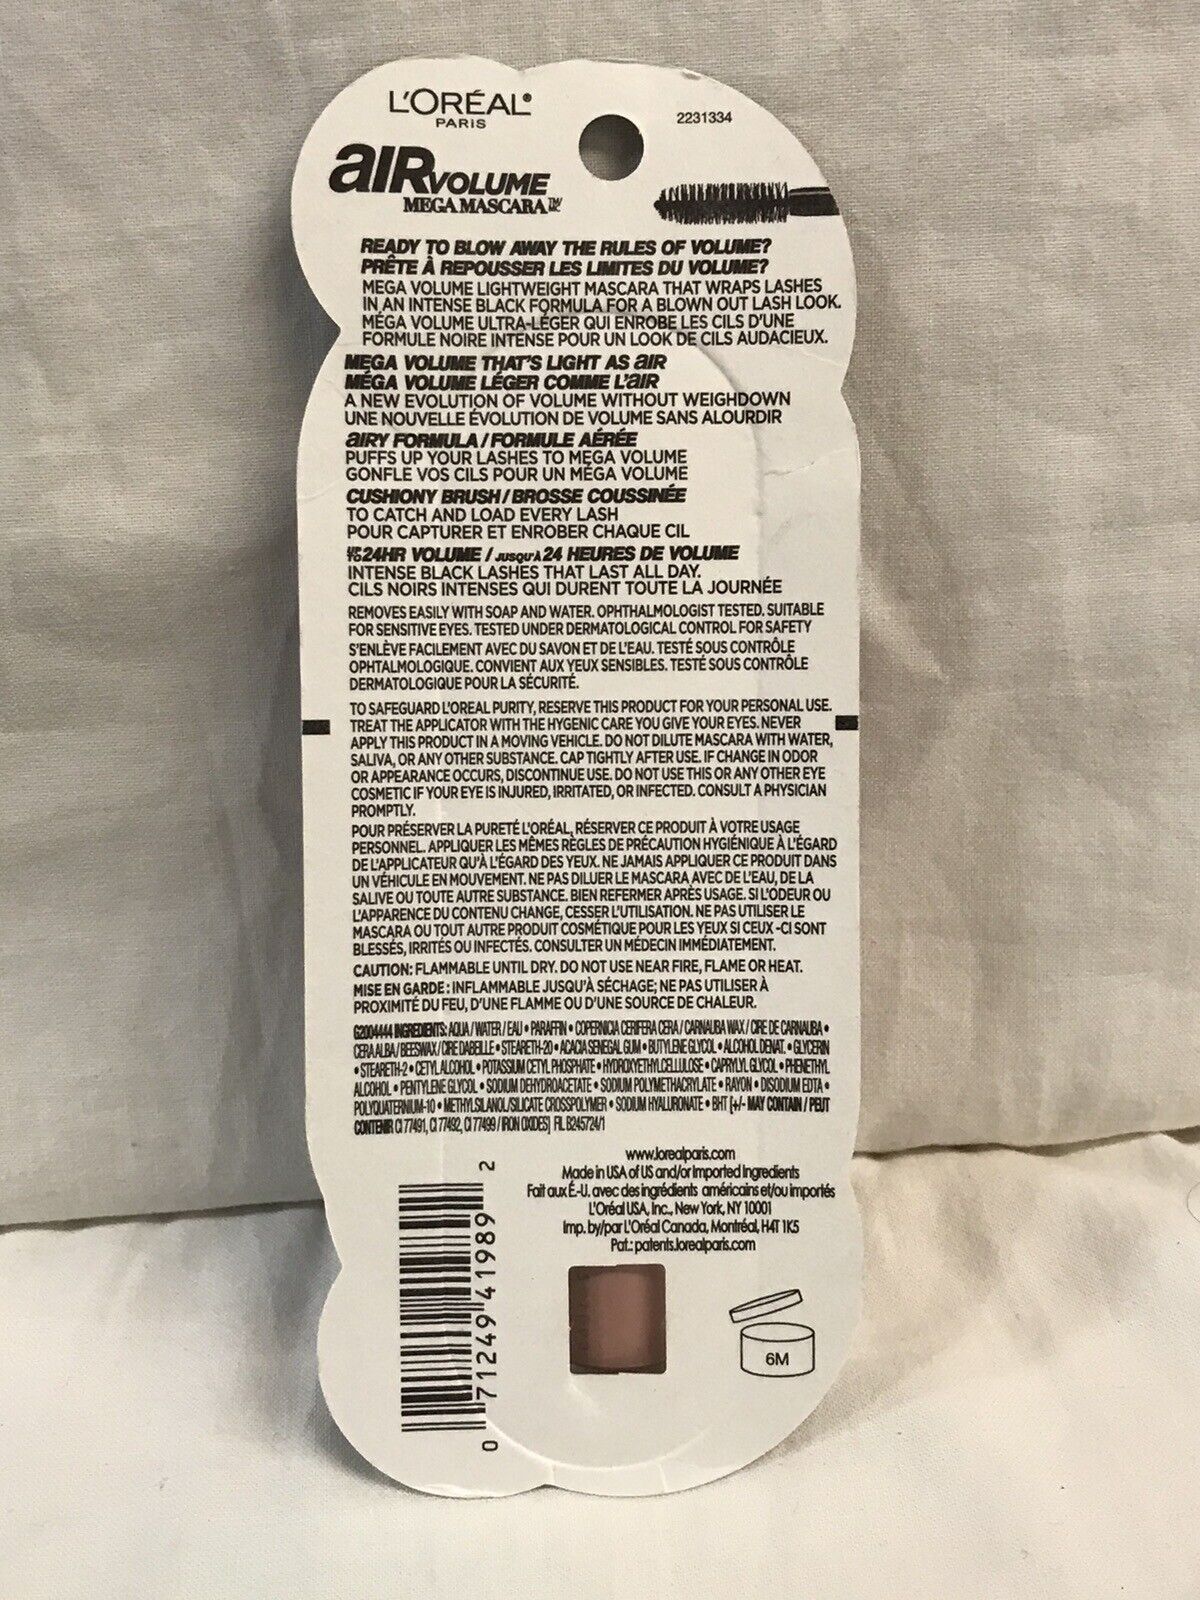 L'ORÉAL®
PARIS
2231334
aIR VOLUME
MEGA MASCARA
READY TO BLOW AWAY THE RULES OF VOLUME?
PRÊTE À REPOUSSER LES LIMITES DU VOLUME?
MEGA VOLUME LIGHTWEIGHT MASCARA THAT WRAPS LASHES
IN AN INTENSE BLACK FORMULA FOR A BLOWN OUT LASH LOOK.
MÉGA VOLUME ULTRA-LÉGER QUI ENROBE LES CILS D'UNE
FORMULE NOIRE INTENSE POUR UN LOOK DE CILS AUDACIEUX.
MEGA VOLUME THAT'S LIGHT AS aIR
MÉGA VOLUME LÉGER COMME L'aIR
A NEW EVOLUTION OF VOLUME WITHOUT WEIGHDOWN
UNE NOUVELLE ÉVOLUTION DE VOLUME SANS ALOURDIR
aIRY FORMULA / FORMULE AÉRÉE
PUFFS UP YOUR LASHES TO MEGA VOLUME
GONFLE VOS CILS POUR UN MÉGA VOLUME
CUSHIONY BRUSH / BROSSE COUSSINÉE
TO CATCH AND LOAD EVERY LASH
POUR CAPTURER ET ENROBER CHAQUE CIL
UP TO 24HR VOLUME / JUSQU'À 24 HEURES DE VOLUME
INTENSE BLACK LASHES THAT LAST ALL DAY.
CILS NOIRS INTENSES QUI DURENT TOUTE LA JOURNÉE
REMOVES EASILY WITH SOAP AND WATER. OPHTHALMOLOGIST TESTED. SUITABLE
FOR SENSITIVE EYES. TESTED UNDER DERMATOLOGICAL CONTROL FOR SAFETY
S'ENLÈVE FACILEMENT AVEC DU SAVON ET DE L'EAU. TESTÉ SOUS CONTRÔLE
OPHTALMOLOGIQUE. CONVIENT AUX YEUX SENSIBLES. TESTÉ SOUS CONTRÔLE
DERMATOLOGIQUE POUR LA SÉCURITÉ.
TO SAFEGUARD L'OREAL PURITY, RESERVE THIS PRODUCT FOR YOUR PERSONAL USE.
TREAT THE APPLICATOR WITH THE HYGENIC CARE YOU GIVE YOUR EYES. NEVER
APPLY THIS PRODUCT IN A MOVING VEHICLE. DO NOT DILUTE MASCARA WITH WATER,
SALIVA, OR ANY OTHER SUBSTANCE. CAP TIGHTLY AFTER USE. IF CHANGE IN ODOR
OR APPEARANCE OCCURS, DISCONTINUE USE. DO NOT USE THIS OR ANY OTHER EYE
COSMETIC IF YOUR EYE IS INJURED, IRRITATED, OR INFECTED. CONSULT A PHYSICIAN
PROMPTLY.
POUR PRÉSERVER LA PURETÉ L'ORÉAL, RÉSERVER CE PRODUIT À VOTRE USAGE
PERSONNEL. APPLIQUER LES MÊMES RÈGLES DE PRÉCAUTION HYGIÉNIQUE À L'ÉGARD
DE L'APPLICATEUR QU'À L'ÉGARD DES YEUX. NE JAMAIS APPLIQUER CE PRODUIT DANS
UN VÉHICULE EN MOUVEMENT. NE PAS DILUER LE MASCARA AVEC DE L'EAU, DE LA
SALIVE OU TOUTE AUTRE SUBSTANCE. BIEN REFERMER APRÈS USAGE. SI L'ODEUR OU
L'APPARENCE DU CONTENU CHANGE, CESSER L'UTILISATION. NE PAS UTILISER LE
MASCARA OU TOUT AUTRE PRODUIT COSMÉTIQUE POUR LES YEUX SI CEUX -CI SONT
BLESSÉS, IRRITÉS OU INFECTÉS. CONSULTER UN MÉDECIN IMMÉDIATEMENT.
CAUTION: FLAMMABLE UNTIL DRY. DO NOT USE NEAR FIRE, FLAME OR HEAT.
MISE EN GARDE : INFLAMMABLE JUSQU'À SÉCHAGE; NE PAS UTILISER À
PROXIMITÉ DU FEU, D'UNE FLAMME OU D'UNE SOURCE DE CHALEUR.
G2004444 INGREDIENTS: AQUA / WATER / EAU • PARAFFIN • COPERNICIA CERIFERA CERA / CARNAUBA WAX / CIRE DE CARNAUBA •
CERA ALBA / BEESWAX / CIRE DABEILLE • STEARETH-20 • ACACIA SENEGAL GUM • BUTYLENE GLYCOL • ALCOHOL DENAT. • GLYCERIN
• STEARETH-2 • CETYL ALCOHOL • POTASSIUM CETYL PHOSPHATE • HYDROXYETHYLCELLULOSE • CAPRYLYL GLYCOL • PHENETHYL
ALCOHOL • PENTYLENE GLYCOL • SODIUM DEHYDROACETATE • SODIUM POLYMETHACRYLATE • RAYON • DISODIUM EDTA •
POLYQUATERNIUM-10 • METHYLSILANOL/SILICATE CROSSPOLYMER • SODIUM HYALURONATE • BHT [+/- MAY CONTAIN / PEUT
CONTENIR CI 77491, CI 77492, CI 77499 / IRON OXIDES] FIL B245724/1
www.lorealparis.com
Made in USA of US and/or Imported Ingredients
Fait aux É.-U. avec des ingrédients américains et/ou importés
L'Oréal USA, Inc., New York, NY 10001
Imp. by/par L'Oréal Canada, Montréal, H4T 1K5
Pat.: patents.lorealparis.com
0 71249 41989 2
6M